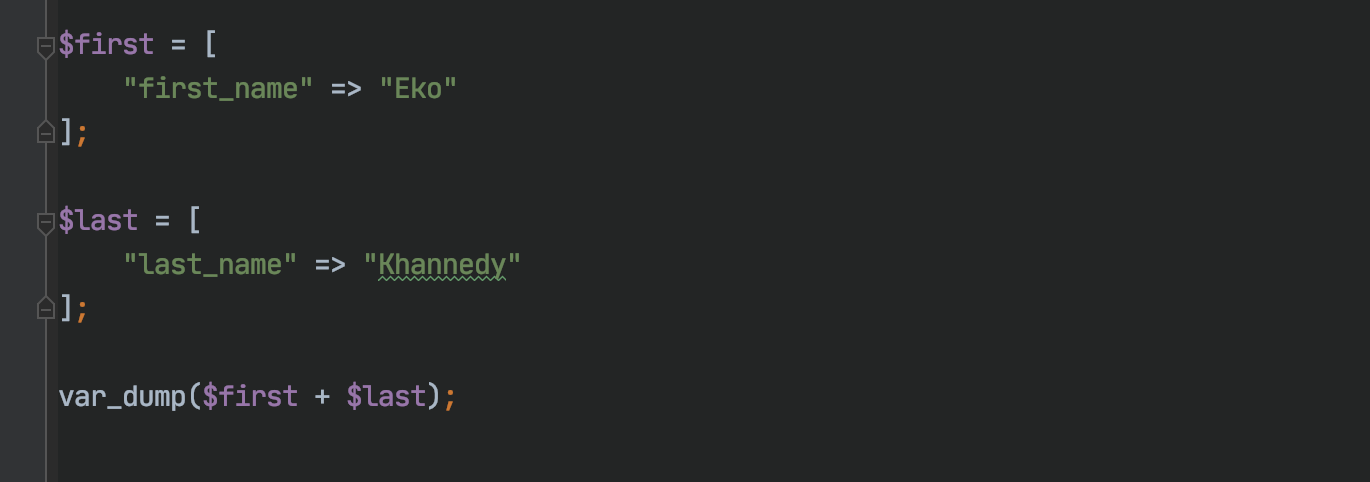 $first = [
    "first_name" => "Eko"
];
$last = [
    "last_name" => "Khannedy"
];
var_dump($first + $last);